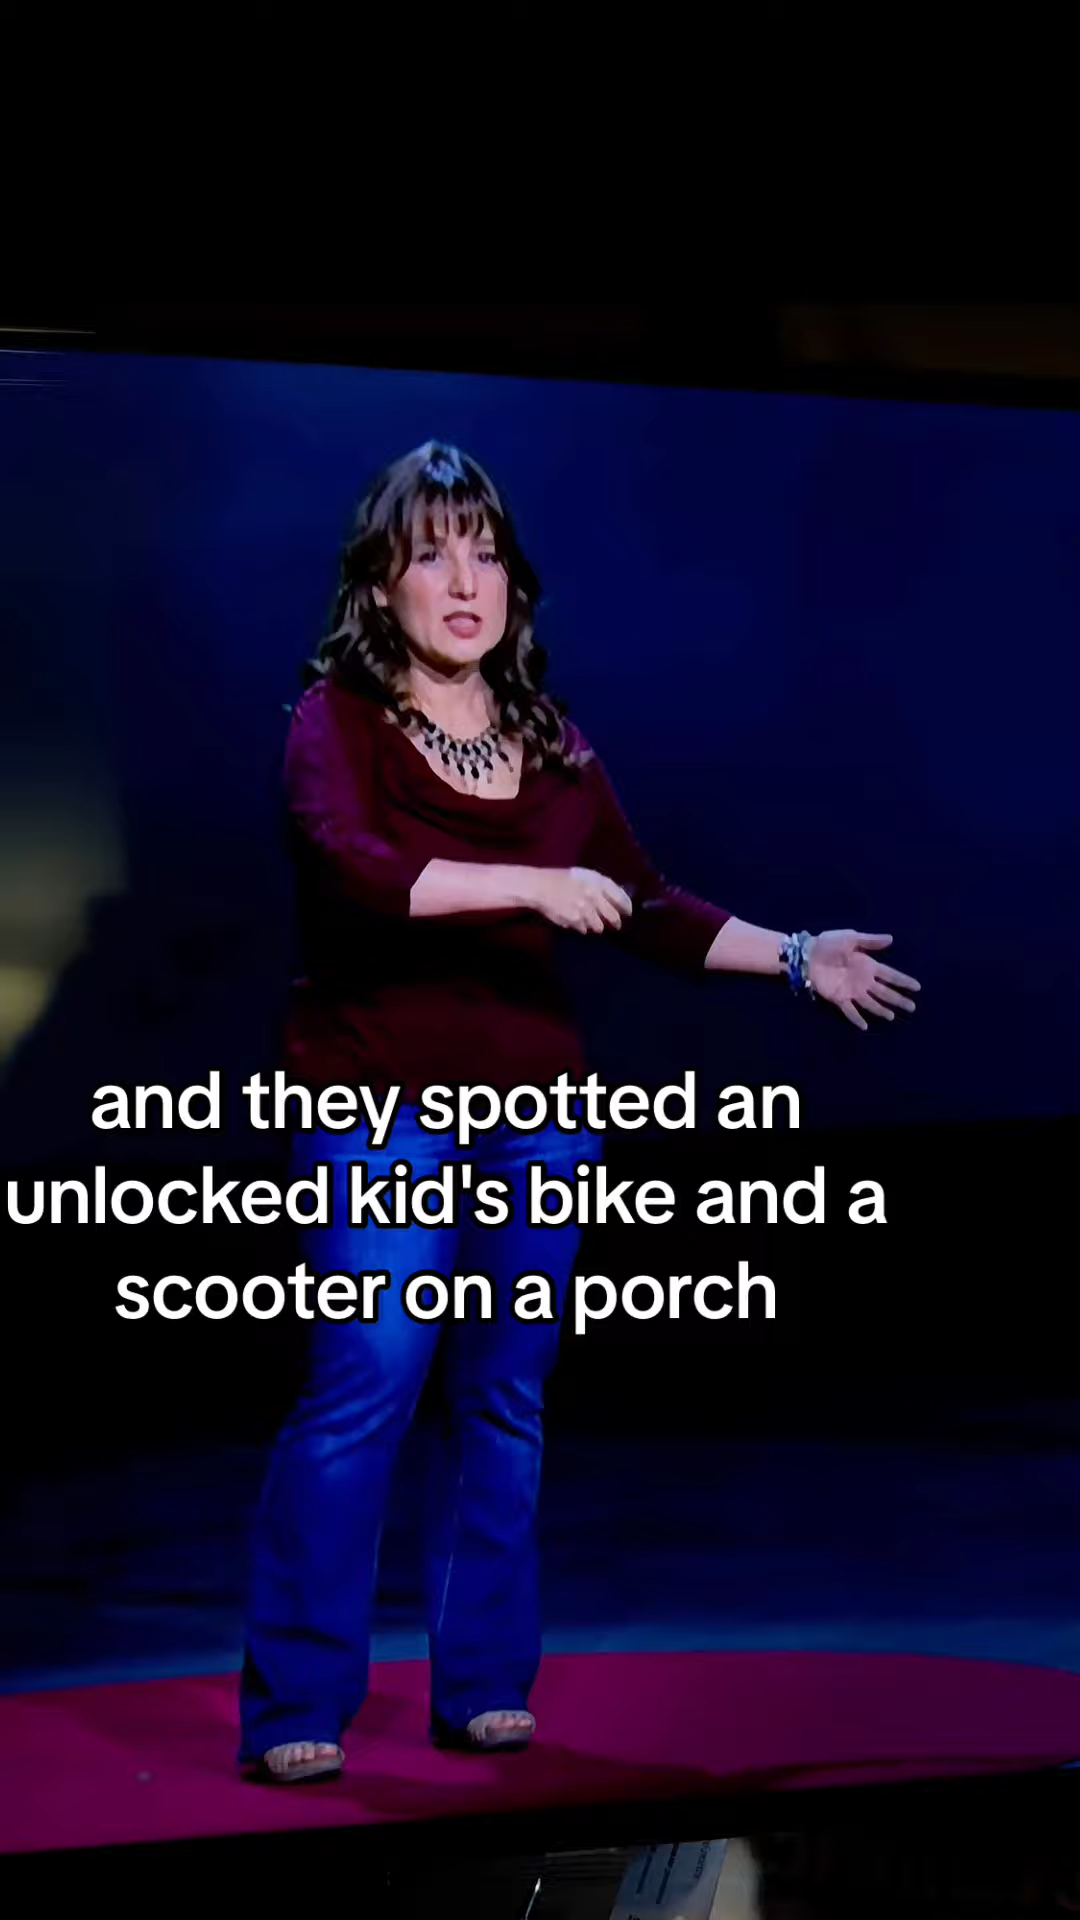 and they spotted an
unlocked kid's bike and a
scooter on a porch